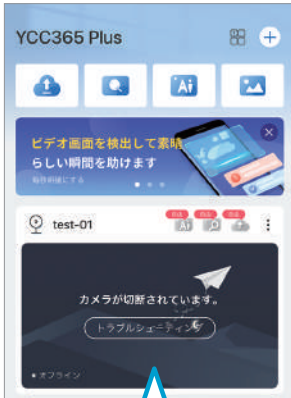 YCC365 Plus
ビデオ画面を検出して素晴
らしい瞬間を助けます
test-01
カメラが切断されています。
トラブルシューティング
オフライン